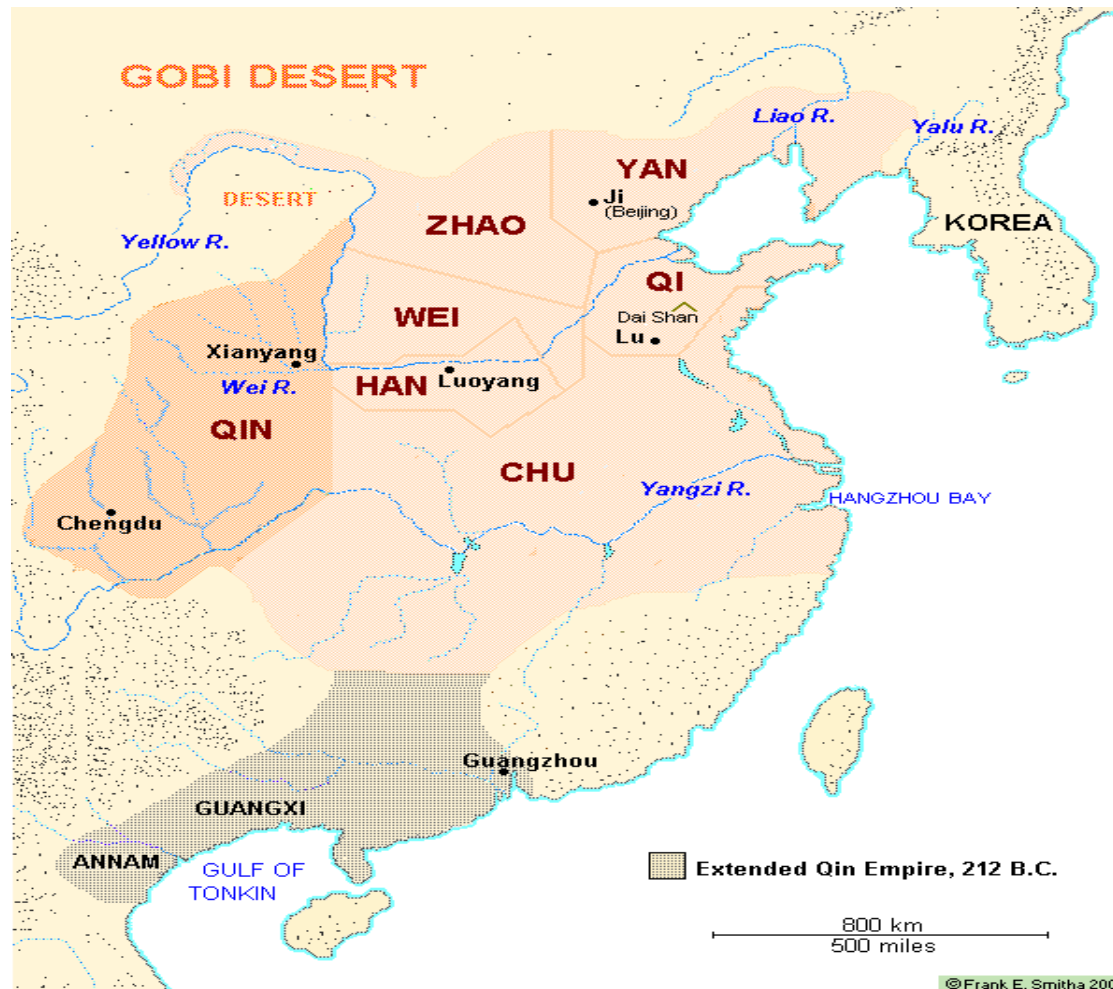 GOBI DESERT
Liao R.
Yalu R.
YAN
Ji
(Beijing)
DESERT
ZHAO
KOREA
Yellow R.
QI
WEI
Dai Shan
Lu
Xianyang
HAN
Luoyang
Wei R.
QIN
CHU
Yangzi R.
HANGZHOU BAY
Chengdu
Guangzhou
GUANGXI
ANNAM
GULF OF
TONKIN
Extended Qin Empire, 212 B.C.
800 km
500 miles
©Frank E. Smitha 200